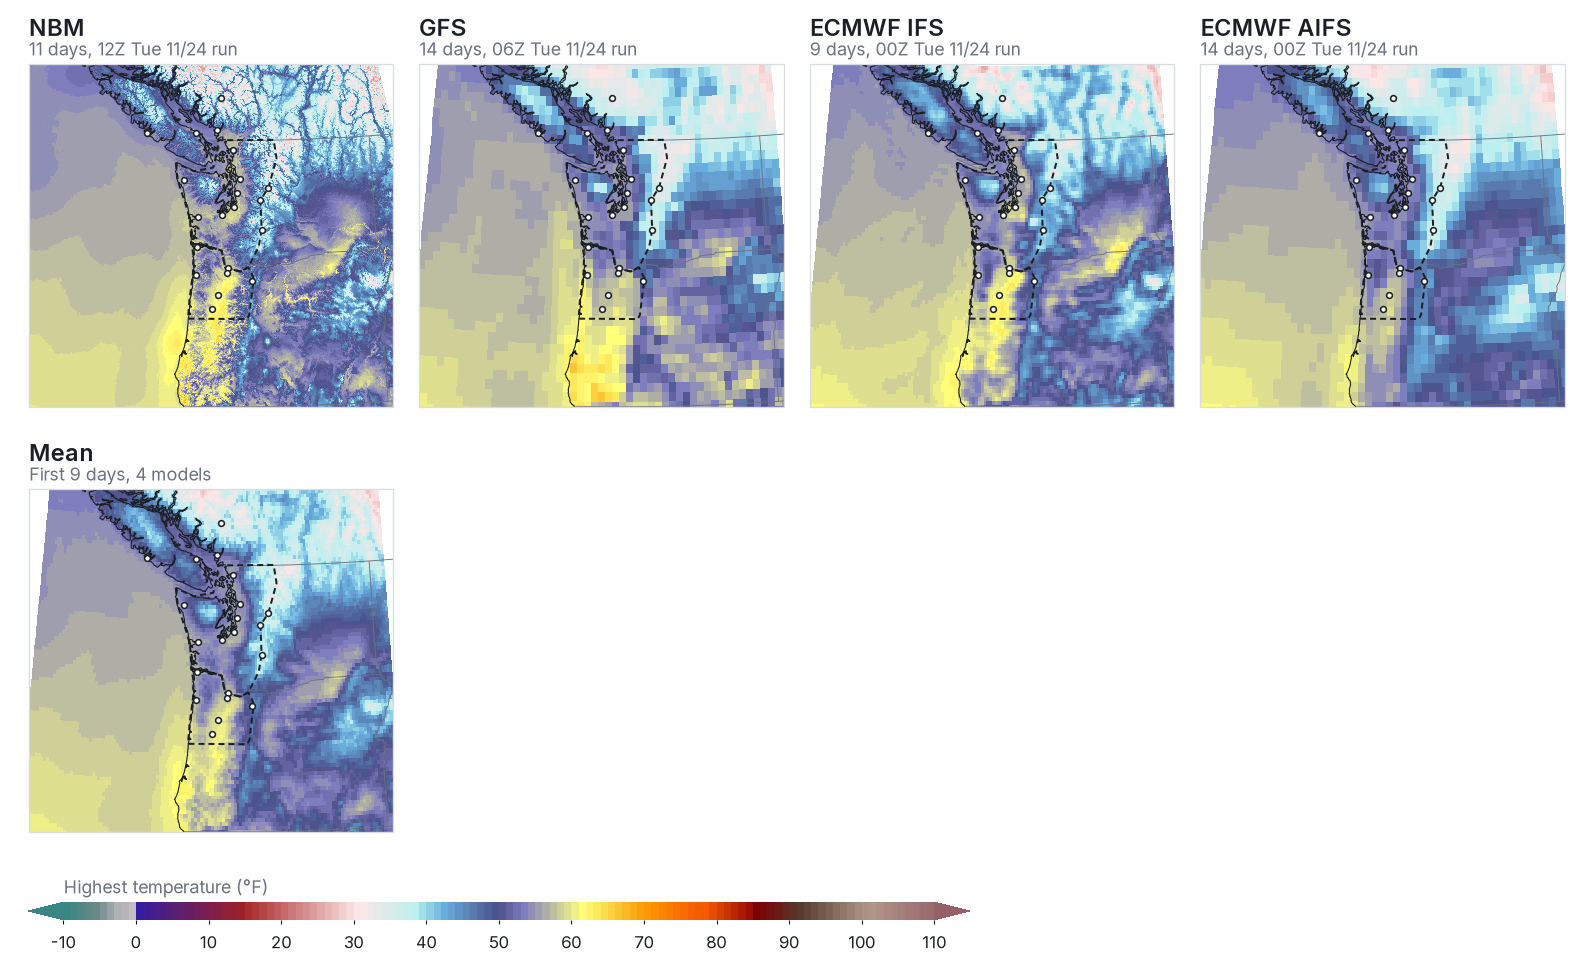 NBM
11 days, 12Z Tue 11/24 run
GFS
14 days, 06Z Tue 11/24 run
ECMWF IFS
9 days, 00Z Tue 11/24 run
ECMWF AIFS
14 days, 00Z Tue 11/24 run
Mean
First 9 days, 4 models
Highest temperature (°F)
-10 0 10 20 30 40 50 60 70 80 90 100 110